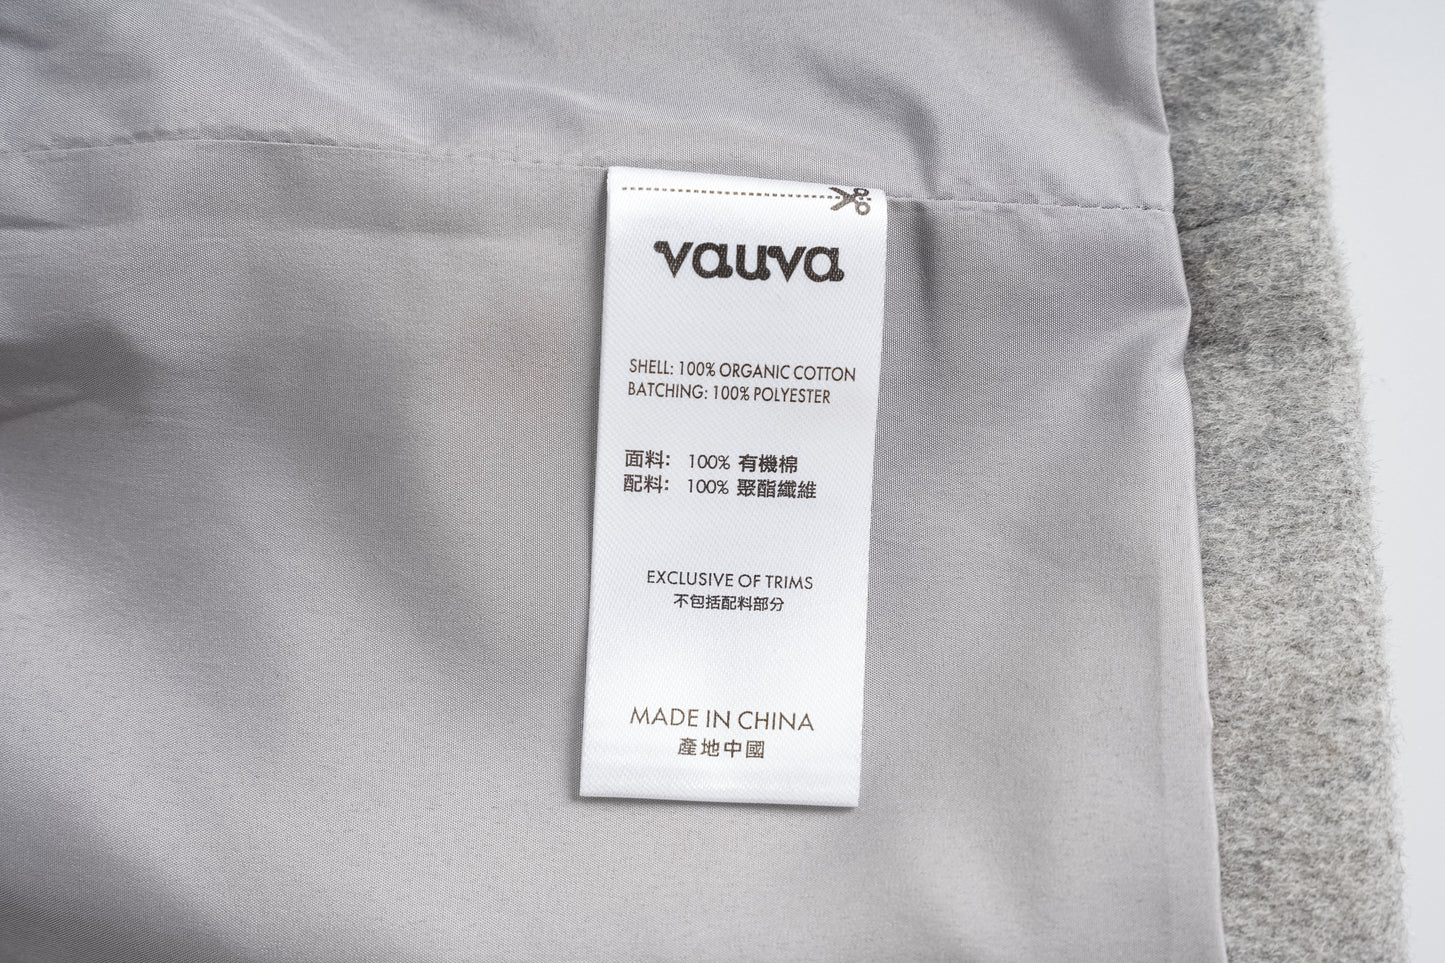 vauva
SHELL: 100% ORGANIC COTTON
BATCHING: 100% POLYESTER
面料: 100% 有機棉
配料: 100% 聚酯纖維
EXCLUSIVE OF TRIMS
不包括配料部分
MADE IN CHINA
產地中國